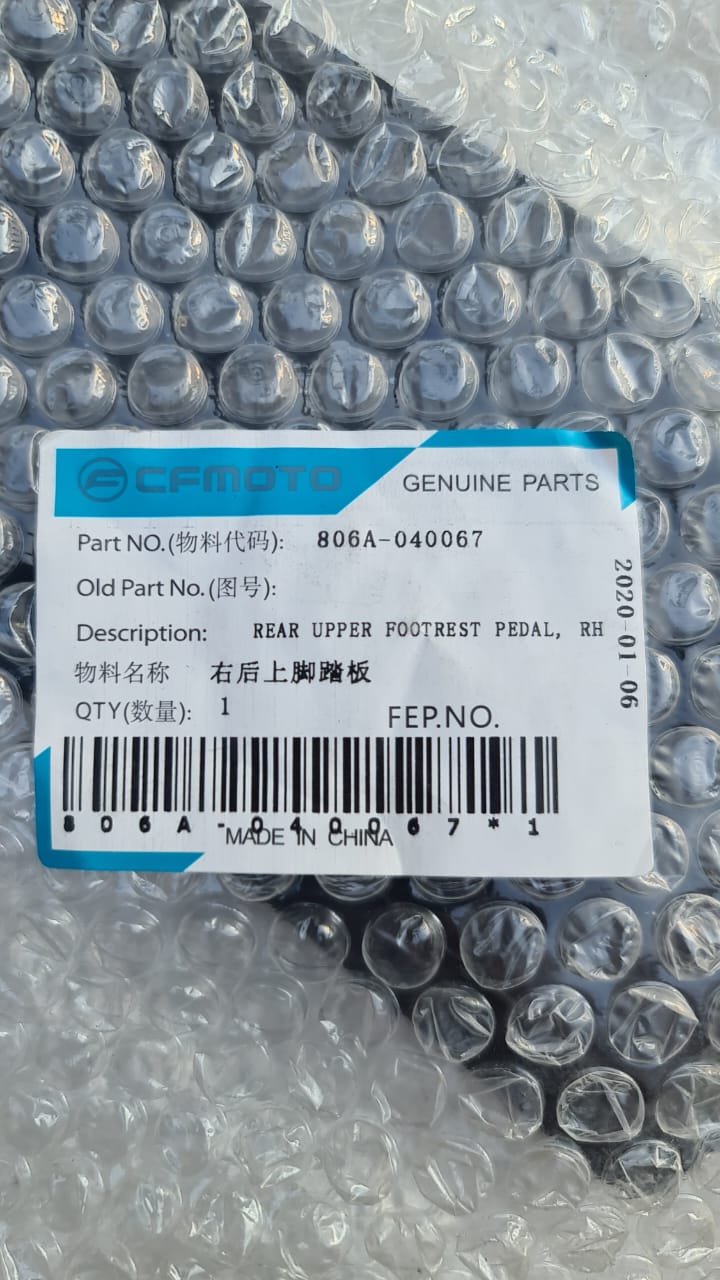 CFMOTO
GENUINE PARTS
Part NO.(物料代码): 806A-040067
Old Part No.(图号):
Description: REAR UPPER FOOTREST PEDAL, RH
物料名称 右后上脚踏板
QTY(数量): 1
FEP.NO.
806A-040067*1
MADE IN CHINA
2020-01-06